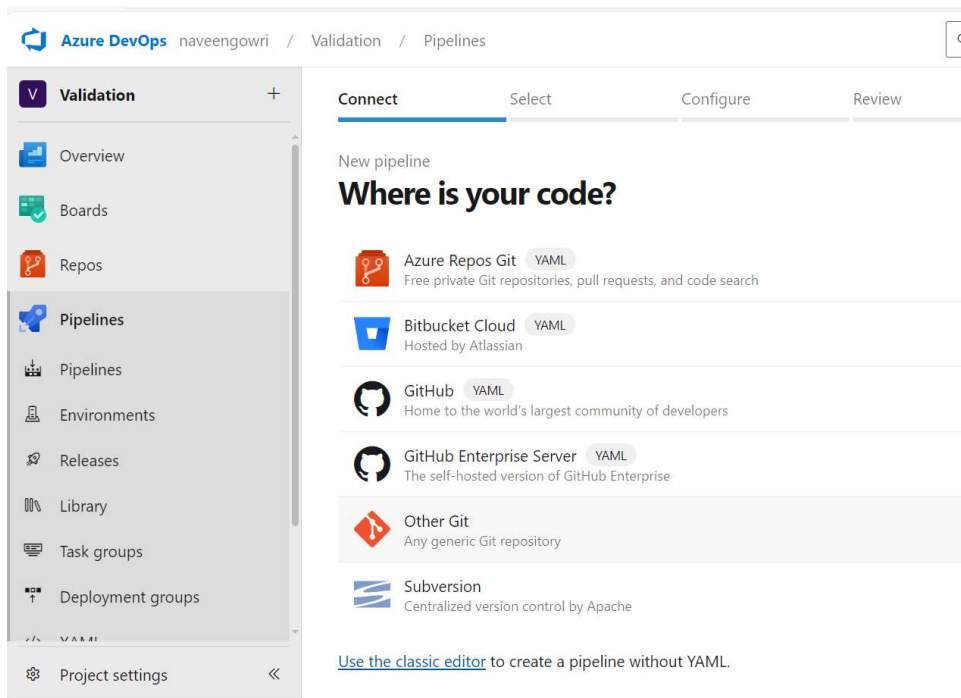 Azure DevOps naveengowri / Validation / Pipelines
V Validation +
Overview
Boards
Repos
Pipelines
Pipelines
Environments
Releases
Library
Task groups
Deployment groups
Project settings
Connect Select Configure Review
New pipeline
Where is your code?
Azure Repos Git YAML
Free private Git repositories, pull requests, and code search
Bitbucket Cloud YAML
Hosted by Atlassian
GitHub YAML
Home to the world's largest community of developers
GitHub Enterprise Server YAML
The self-hosted version of GitHub Enterprise
Other Git
Any generic Git repository
Subversion
Centralized version control by Apache
Use the classic editor to create a pipeline without YAML.